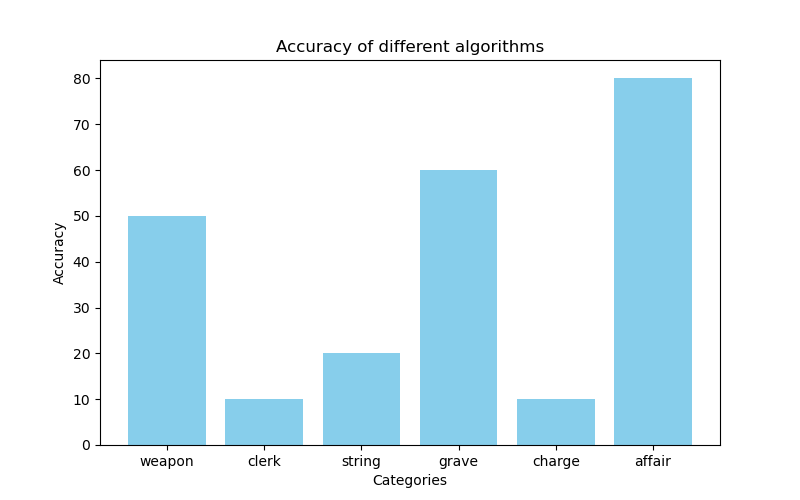 Accuracy of different algorithms
80
70
60
50
40
30
20
10
0
Accuracy
weapon clerk string grave charge affair
Categories